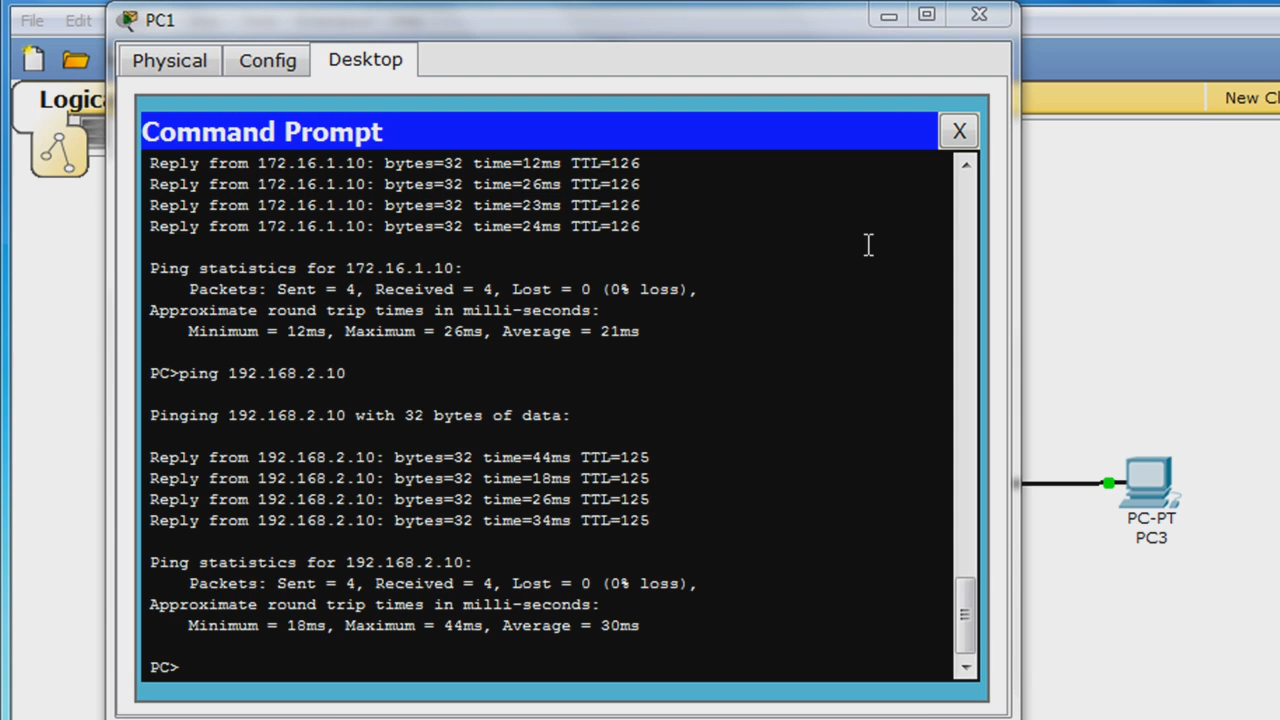 File Edit
PC1
Physical Config Desktop
Logica
New Cl
Command Prompt
X
Reply from 172.16.1.10: bytes=32 time=12ms TTL=126
Reply from 172.16.1.10: bytes=32 time=26ms TTL=126
Reply from 172.16.1.10: bytes=32 time=23ms TTL=126
Reply from 172.16.1.10: bytes=32 time=24ms TTL=126
Ping statistics for 172.16.1.10:
Packets: Sent = 4, Received = 4, Lost = 0 (0% loss),
Approximate round trip times in milli-seconds:
Minimum = 12ms, Maximum = 26ms, Average = 21ms
PC>ping 192.168.2.10
Pinging 192.168.2.10 with 32 bytes of data:
Reply from 192.168.2.10: bytes=32 time=44ms TTL=125
Reply from 192.168.2.10: bytes=32 time=18ms TTL=125
Reply from 192.168.2.10: bytes=32 time=26ms TTL=125
Reply from 192.168.2.10: bytes=32 time=34ms TTL=125
Ping statistics for 192.168.2.10:
Packets: Sent = 4, Received = 4, Lost = 0 (0% loss),
Approximate round trip times in milli-seconds:
Minimum = 18ms, Maximum = 44ms, Average = 30ms
PC>
PC-PT
PC3